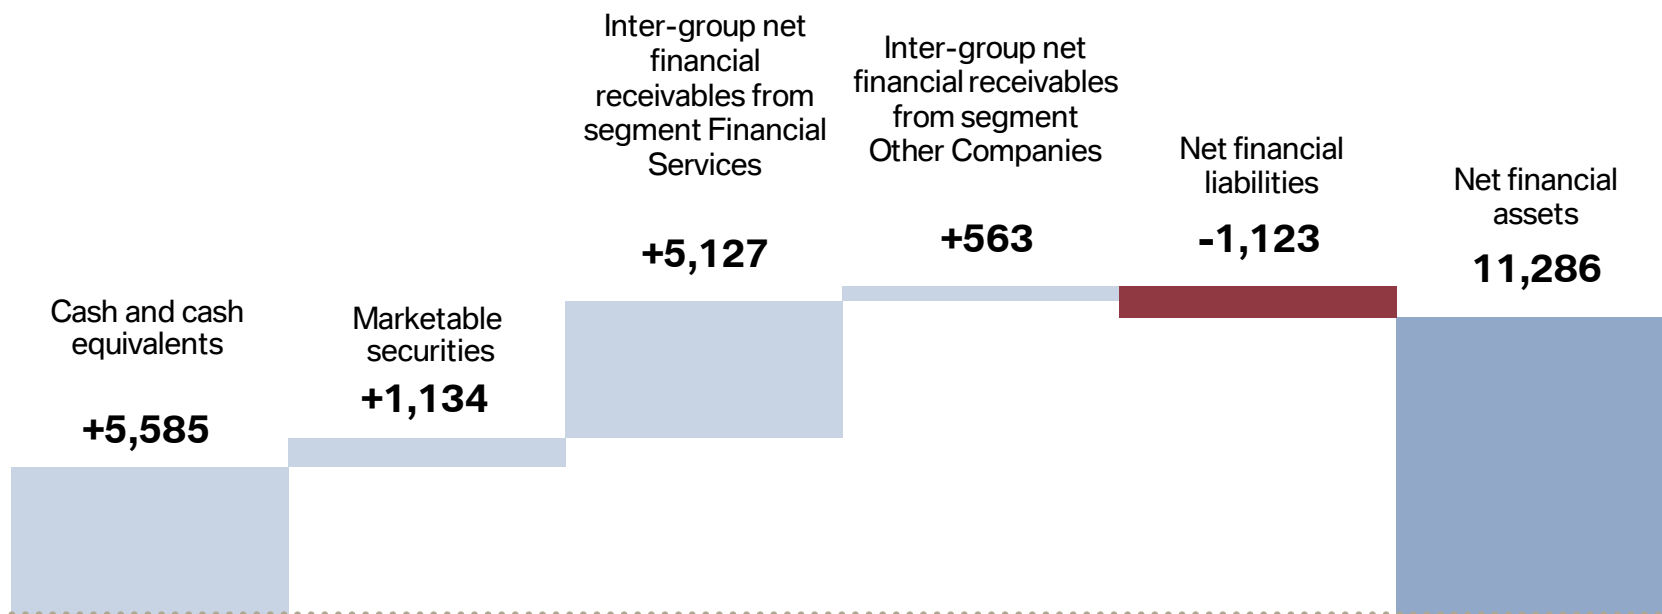 Cash and cash
equivalents
+5,585
Marketable
securities
+1,134
Inter-group net
financial
receivables from
segment Financial
Services
+5,127
Inter-group net
financial receivables
from segment
Other Companies
+563
Net financial
liabilities
-1,123
Net financial
assets
11,286